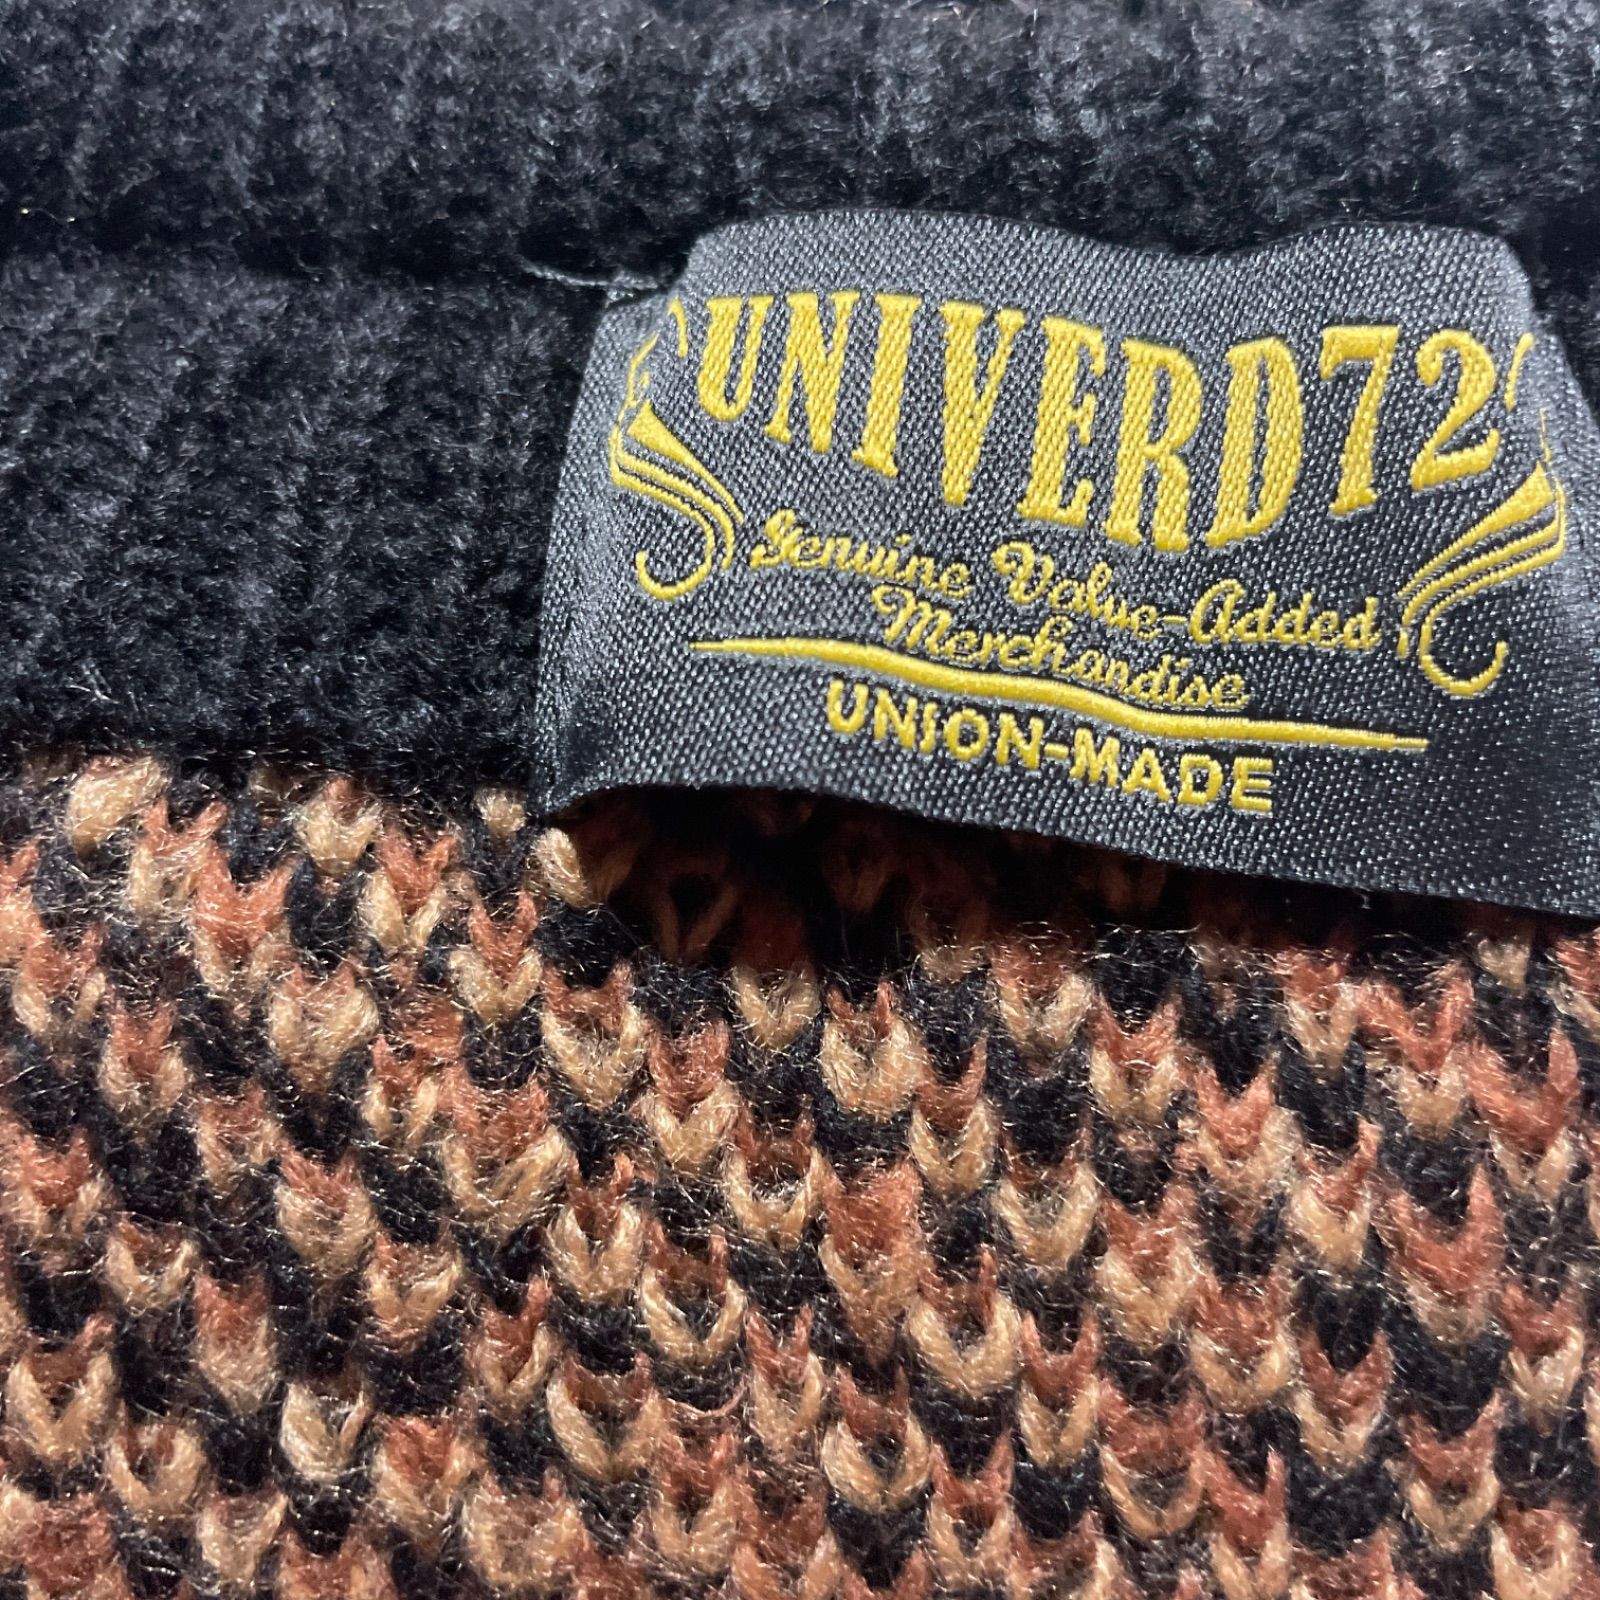 UNIVERD72
Genuine Value-Added
Merchandise
UNION-MADE